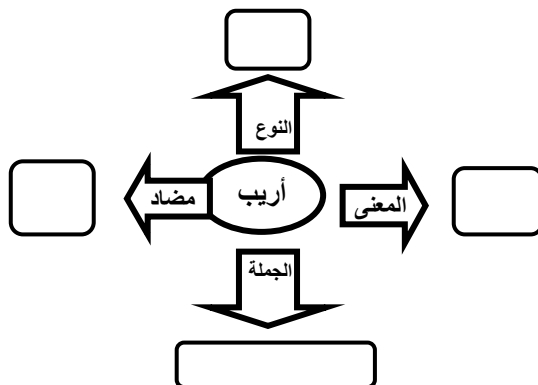 النوع
المعنى
أريب
مضاد
الجملة